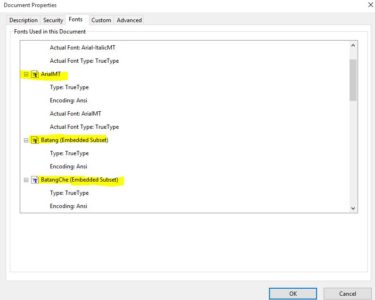 Document Properties
Description Security Fonts Custom Advanced
Fonts Used in this Document
Actual Font: Arial-ItalicMT
Actual Font Type: TrueType
ArialMT
Type: TrueType
Encoding: Ansi
Actual Font: ArialMT
Actual Font Type: TrueType
Batang (Embedded Subset)
Type: TrueType
Encoding: Ansi
BatangChe (Embedded Subset)
Type: TrueType
Encoding: Ansi
OK Cancel